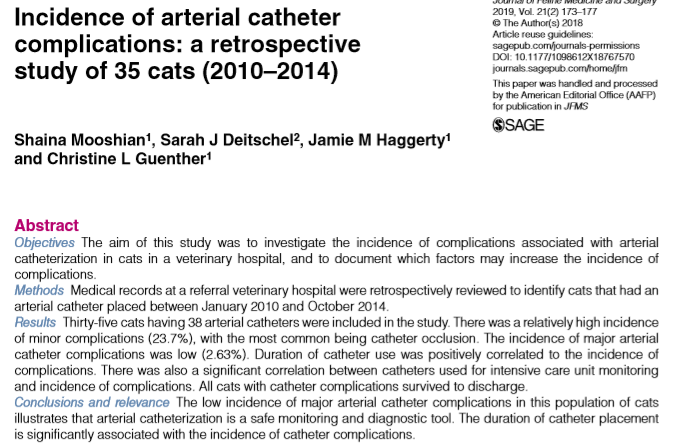 Incidence of arterial catheter
complications: a retrospective
study of 35 cats (2010–2014)
Journal of Feline Medicine and Surgery
2019, Vol. 21(2) 173–177
© The Author(s) 2018
Article reuse guidelines:
sagepub.com/journals-permissions
DOI: 10.1177/1098612X18767570
journals.sagepub.com/home/jfm
This paper was handled and processed
by the American Editorial Office (AAFP)
for publication in JFMS
SAGE
Shaina Mooshian¹, Sarah J Deitschel², Jamie M Haggerty¹
and Christine L Guenther¹
Abstract
Objectives The aim of this study was to investigate the incidence of complications associated with arterial
catheterization in cats in a veterinary hospital, and to document which factors may increase the incidence of
complications.
Methods Medical records at a referral veterinary hospital were retrospectively reviewed to identify cats that had an
arterial catheter placed between January 2010 and October 2014.
Results Thirty-five cats having 38 arterial catheters were included in the study. There was a relatively high incidence
of minor complications (23.7%), with the most common being catheter occlusion. The incidence of major arterial
catheter complications was low (2.63%). Duration of catheter use was positively correlated to the incidence of
complications. There was also a significant correlation between catheters used for intensive care unit monitoring
and incidence of complications. All cats with catheter complications survived to discharge.
Conclusions and relevance The low incidence of major arterial catheter complications in this population of cats
illustrates that arterial catheterization is a safe monitoring and diagnostic tool. The duration of catheter placement
is significantly associated with the incidence of catheter complications.